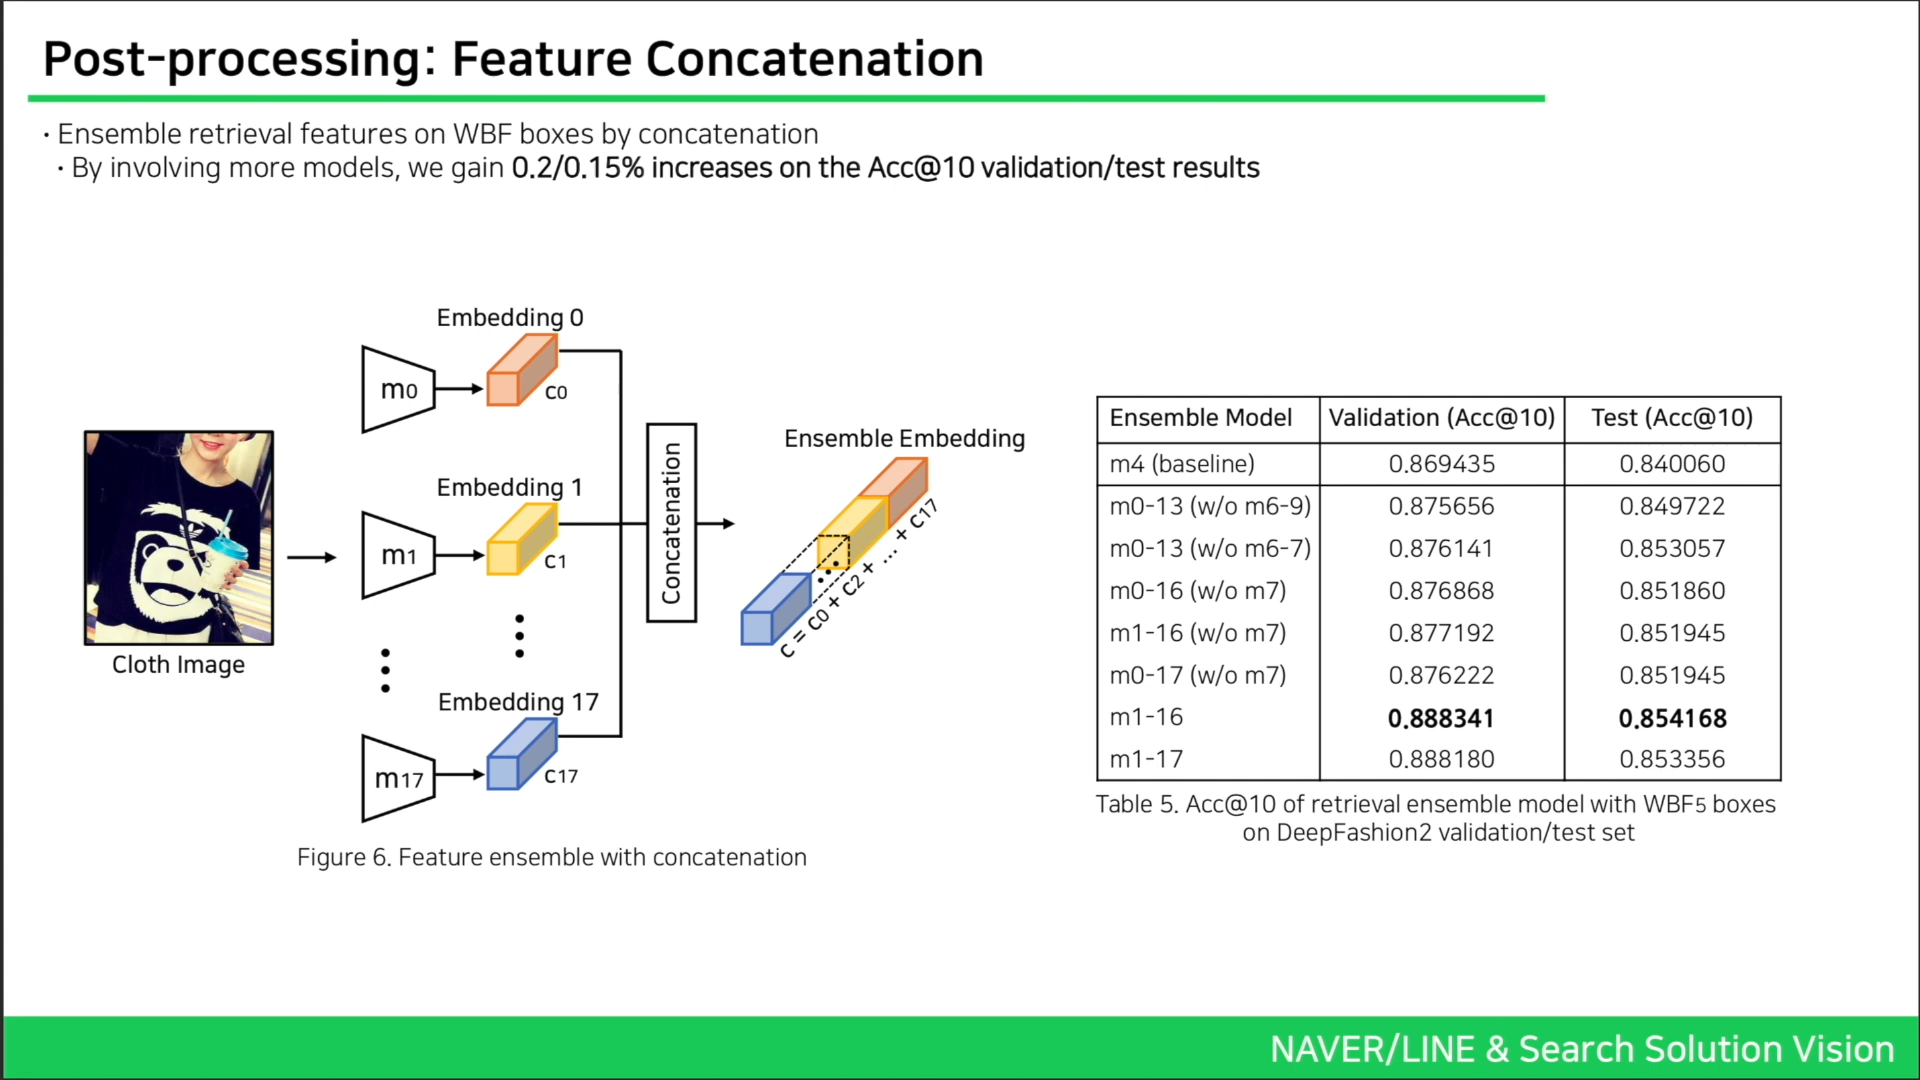 Post-processing: Feature Concatenation
· Ensemble retrieval features on WBF boxes by concatenation
· By involving more models, we gain 0.2/0.15% increases on the Acc@10 validation/test results
Cloth Image
m0
m1
m17
Embedding 0
c0
Embedding 1
c1
Embedding 17
c17
Concatenation
Ensemble Embedding
c = c0 + c2 + ... + c17
Figure 6. Feature ensemble with concatenation
Ensemble Model Validation (Acc@10) Test (Acc@10)
m4 (baseline) 0.869435 0.840060
m0-13 (w/o m6-9) 0.875656 0.849722
m0-13 (w/o m6-7) 0.876141 0.853057
m0-16 (w/o m7) 0.876868 0.851860
m1-16 (w/o m7) 0.877192 0.851945
m0-17 (w/o m7) 0.876222 0.851945
m1-16 0.888341 0.854168
m1-17 0.888180 0.853356
Table 5. Acc@10 of retrieval ensemble model with WBF5 boxes
on DeepFashion2 validation/test set
NAVER/LINE & Search Solution Vision